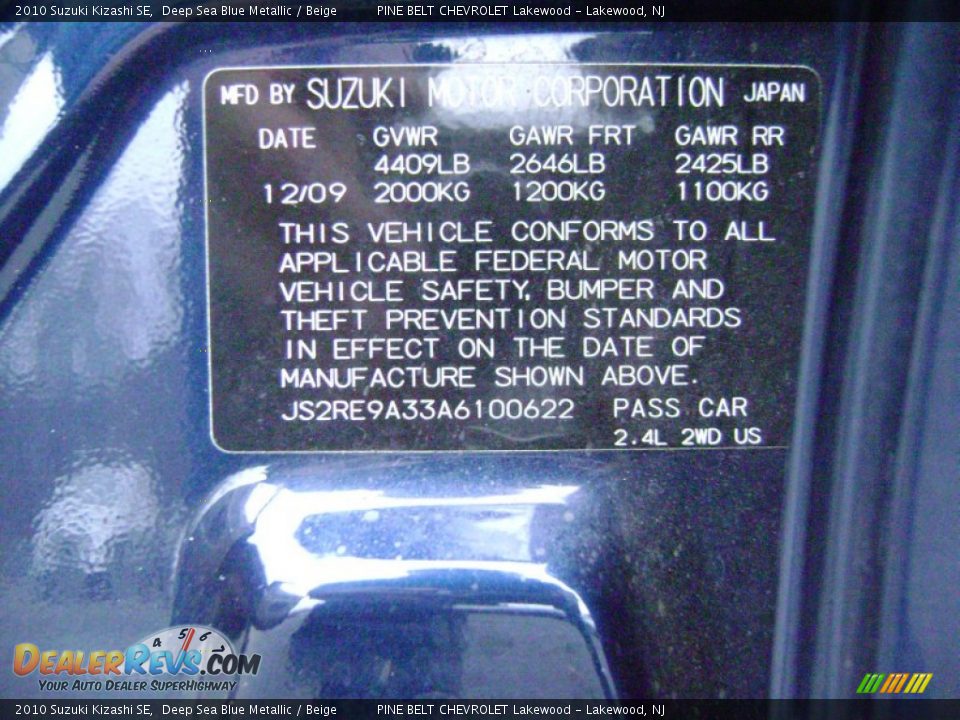 2010 Suzuki Kizashi SE, Deep Sea Blue Metallic / Beige PINE BELT CHEVROLET Lakewood - Lakewood, NJ
MFD BY SUZUKI MOTOR CORPORATION JAPAN
DATE GVWR GAWR FRT GAWR RR
4409LB 2646LB 2425LB
12/09 2000KG 1200KG 1100KG
THIS VEHICLE CONFORMS TO ALL
APPLICABLE FEDERAL MOTOR
VEHICLE SAFETY, BUMPER AND
THEFT PREVENTION STANDARDS
IN EFFECT ON THE DATE OF
MANUFACTURE SHOWN ABOVE.
JS2RE9A33A6100622 PASS CAR
2.4L 2WD US
4 5 6 7
DEALERREVS.COM
YOUR AUTO DEALER SUPERHIGHWAY
2010 Suzuki Kizashi SE, Deep Sea Blue Metallic / Beige PINE BELT CHEVROLET Lakewood - Lakewood, NJ